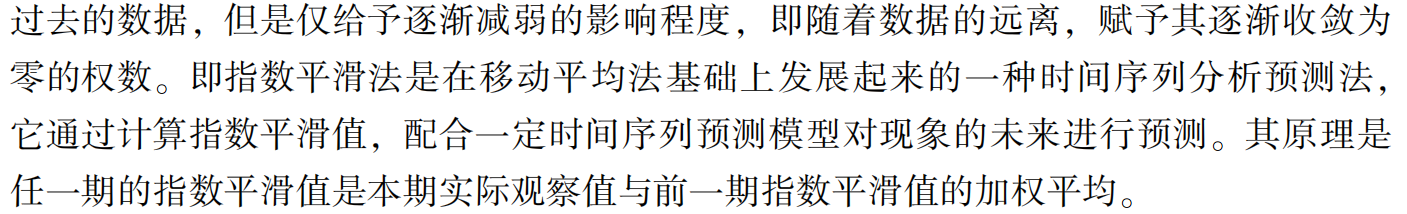 过去的数据，但是仅给予逐渐减弱的影响程度，即随着数据的远离，赋予其逐渐收敛为
零的权数。即指数平滑法是在移动平均法基础上发展起来的一种时间序列分析预测法，
它通过计算指数平滑值，配合一定时间序列预测模型对现象的未来进行预测。其原理是
任一期的指数平滑值是本期实际观察值与前一期指数平滑值的加权平均。